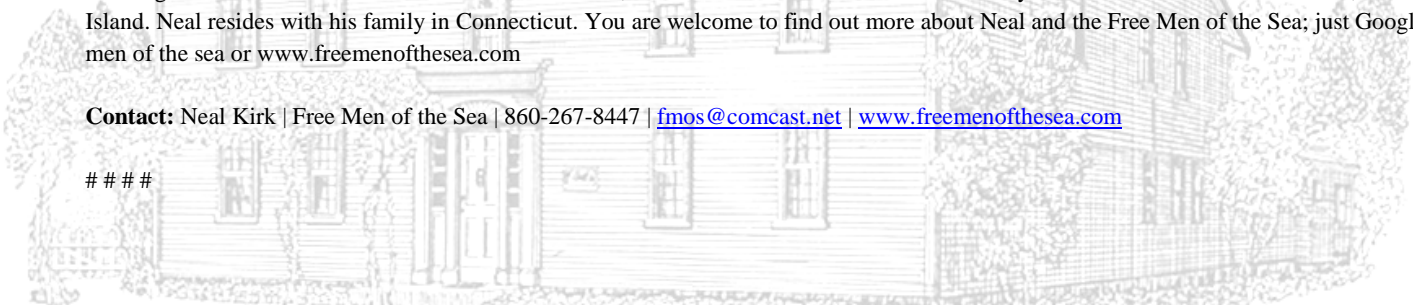 Island. Neal resides with his family in Connecticut. You are welcome to find out more about Neal and the Free Men of the Sea; just Googl
men of the sea or www.freemenofthesea.com
Contact: Neal Kirk | Free Men of the Sea | 860-267-8447 | fmos@comcast.net | www.freemenofthesea.com
# # # #